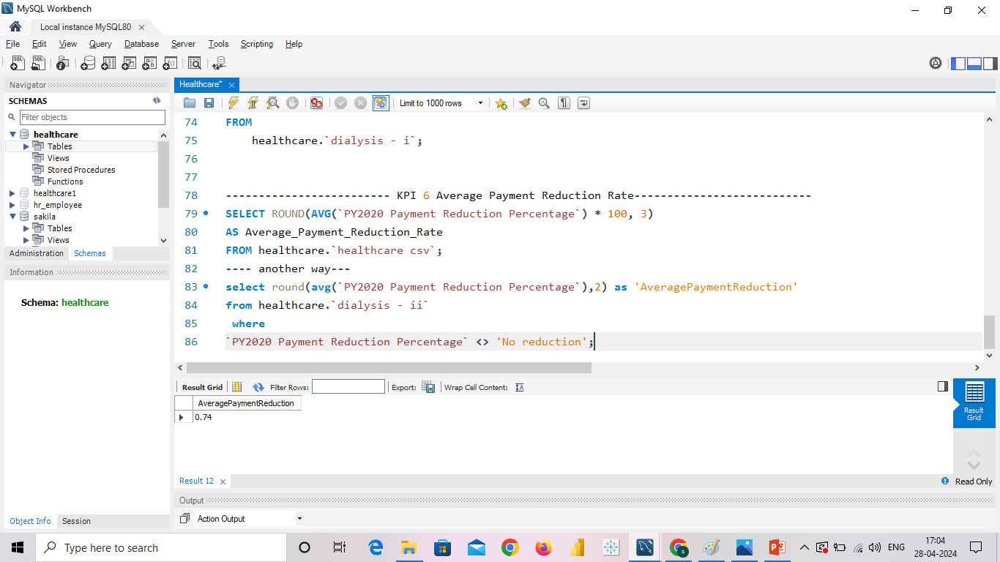 MySQL Workbench
Local instance MySQL80
File Edit View Query Database Server Tools Scripting Help
Navigator
SCHEMAS
Filter objects
healthcare
Tables
Views
Stored Procedures
Functions
healthcare1
hr_employee
sakila
Tables
Views
Administration Schemas
Information
Schema: healthcare
Object Info Session
Healthcare*
Limit to 1000 rows
74 FROM
75 healthcare.`dialysis - i`;
76
77
78 ------------------------- KPI 6 Average Payment Reduction Rate---------------------------
79 SELECT ROUND(AVG(`PY2020 Payment Reduction Percentage`) * 100, 3)
80 AS Average_Payment_Reduction_Rate
81 FROM healthcare.`healthcare csv`;
82 ---- another way---
83 select round(avg(`PY2020 Payment Reduction Percentage`),2) as 'AveragePaymentReduction'
84 from healthcare.`dialysis - ii`
85 where
86 `PY2020 Payment Reduction Percentage` <> 'No reduction';
Result Grid Filter Rows: Export: Wrap Cell Content:
AveragePaymentReduction
0.74
Result Grid
Result 12
Read Only
Output
Action Output
Type here to search
ENG
17:04
28-04-2024